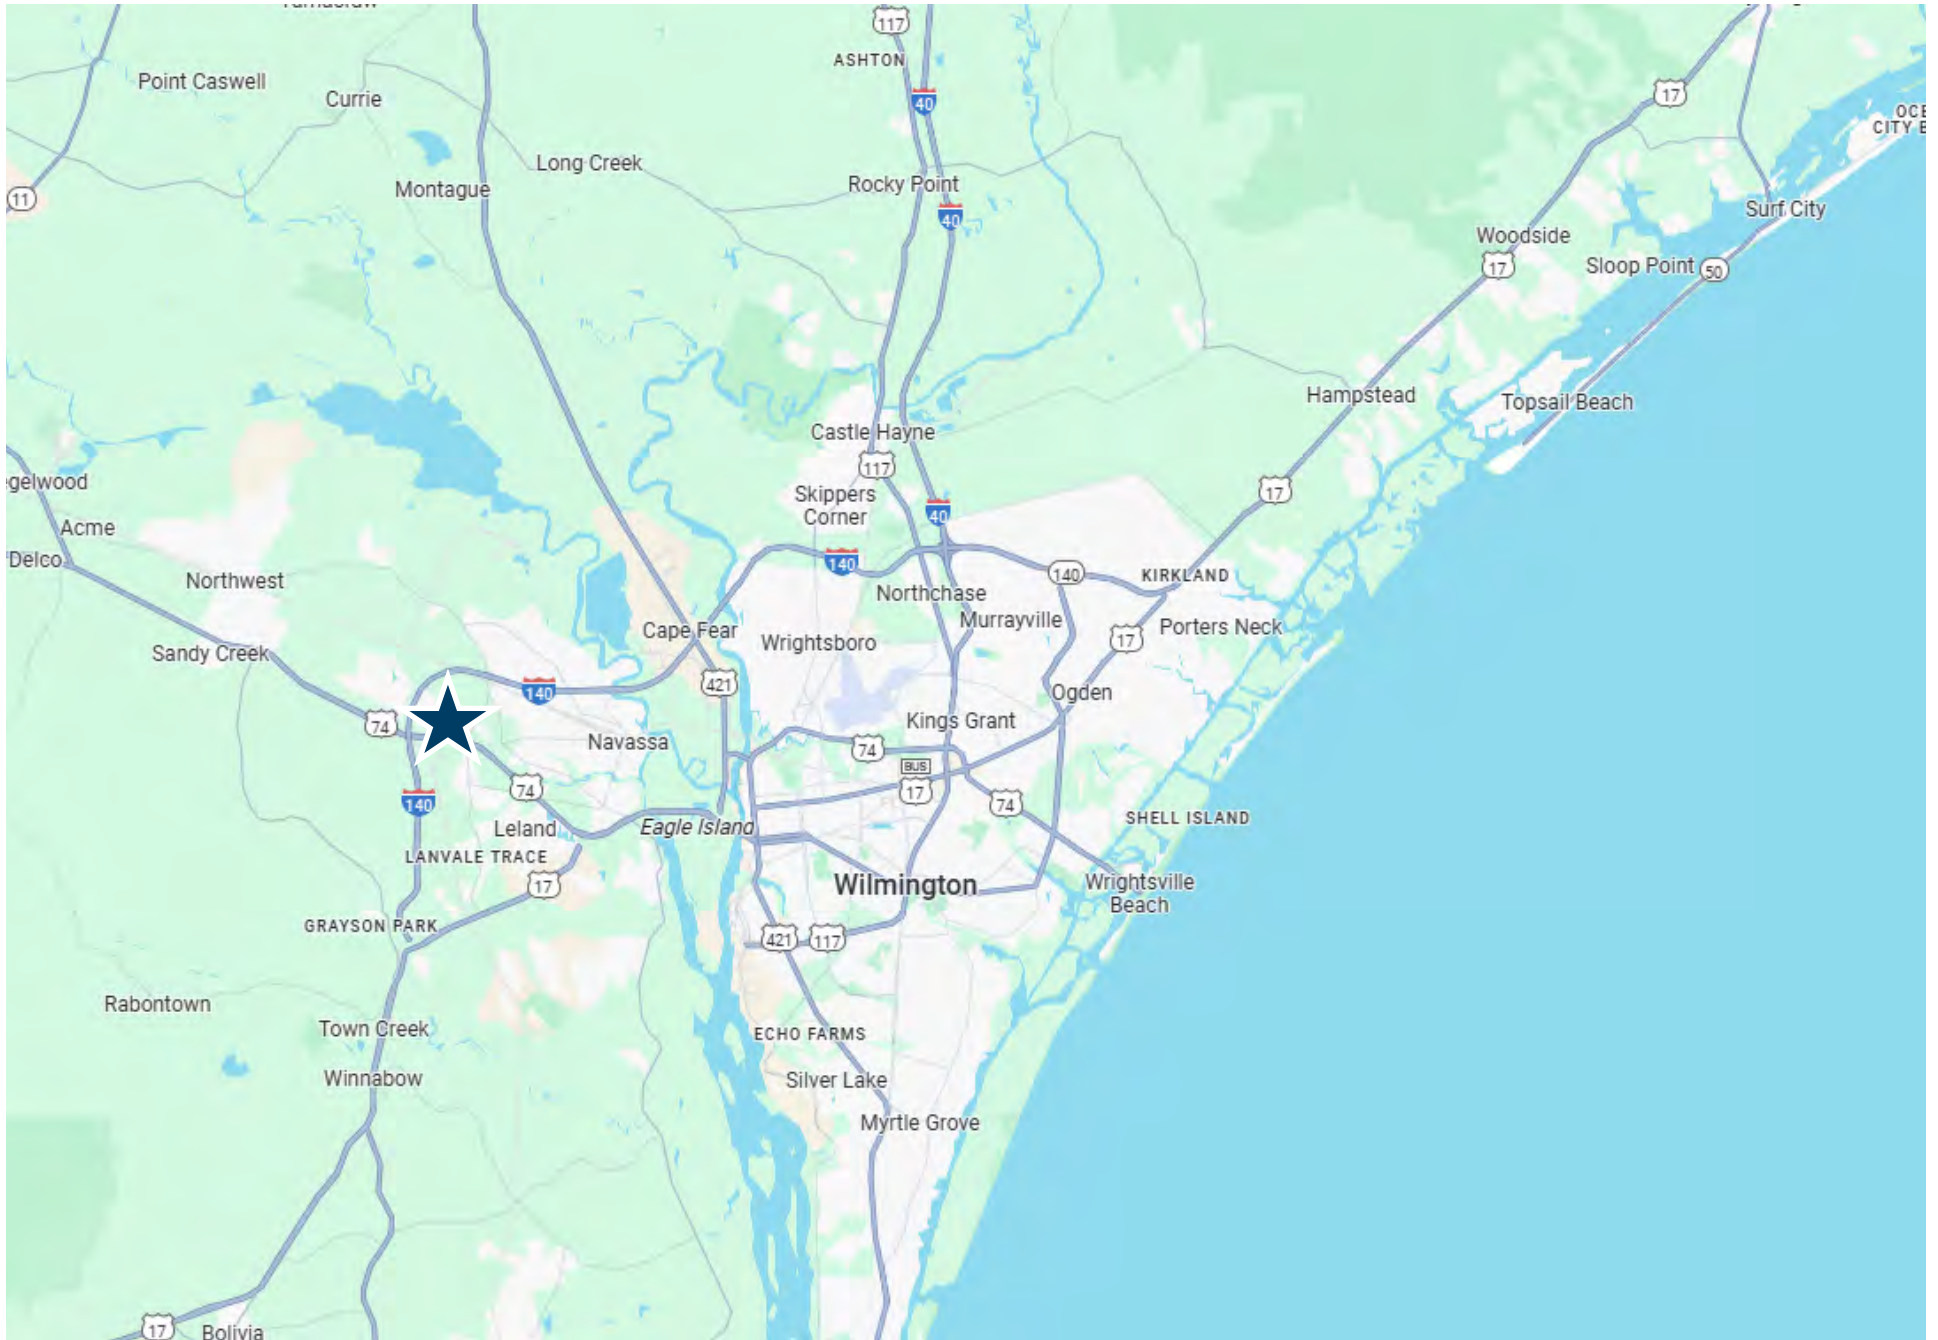 117
ASHTON
Point Caswell
Currie
40
17
Long Creek
Montague
Rocky Point
11
40
Surf City
Woodside
17
Sloop Point
50
Hampstead
Topsail Beach
Castle Hayne
117
17
Skippers
Corner
40
Acme
Delco
140
140
KIRKLAND
Northwest
Northchase
Murrayville
Cape Fear
Wrightsboro
17
Porters Neck
Sandy Creek
140
421
Ogden
74
Kings Grant
Navassa
74
BUS
17
74
74
140
SHELL ISLAND
Leland
Eagle Island
LANVALE TRACE
17
Wilmington
Wrightsville
Beach
GRAYSON PARK
421
117
Rabontown
Town Creek
ECHO FARMS
Winnabow
Silver Lake
Myrtle Grove
17
Bolivia